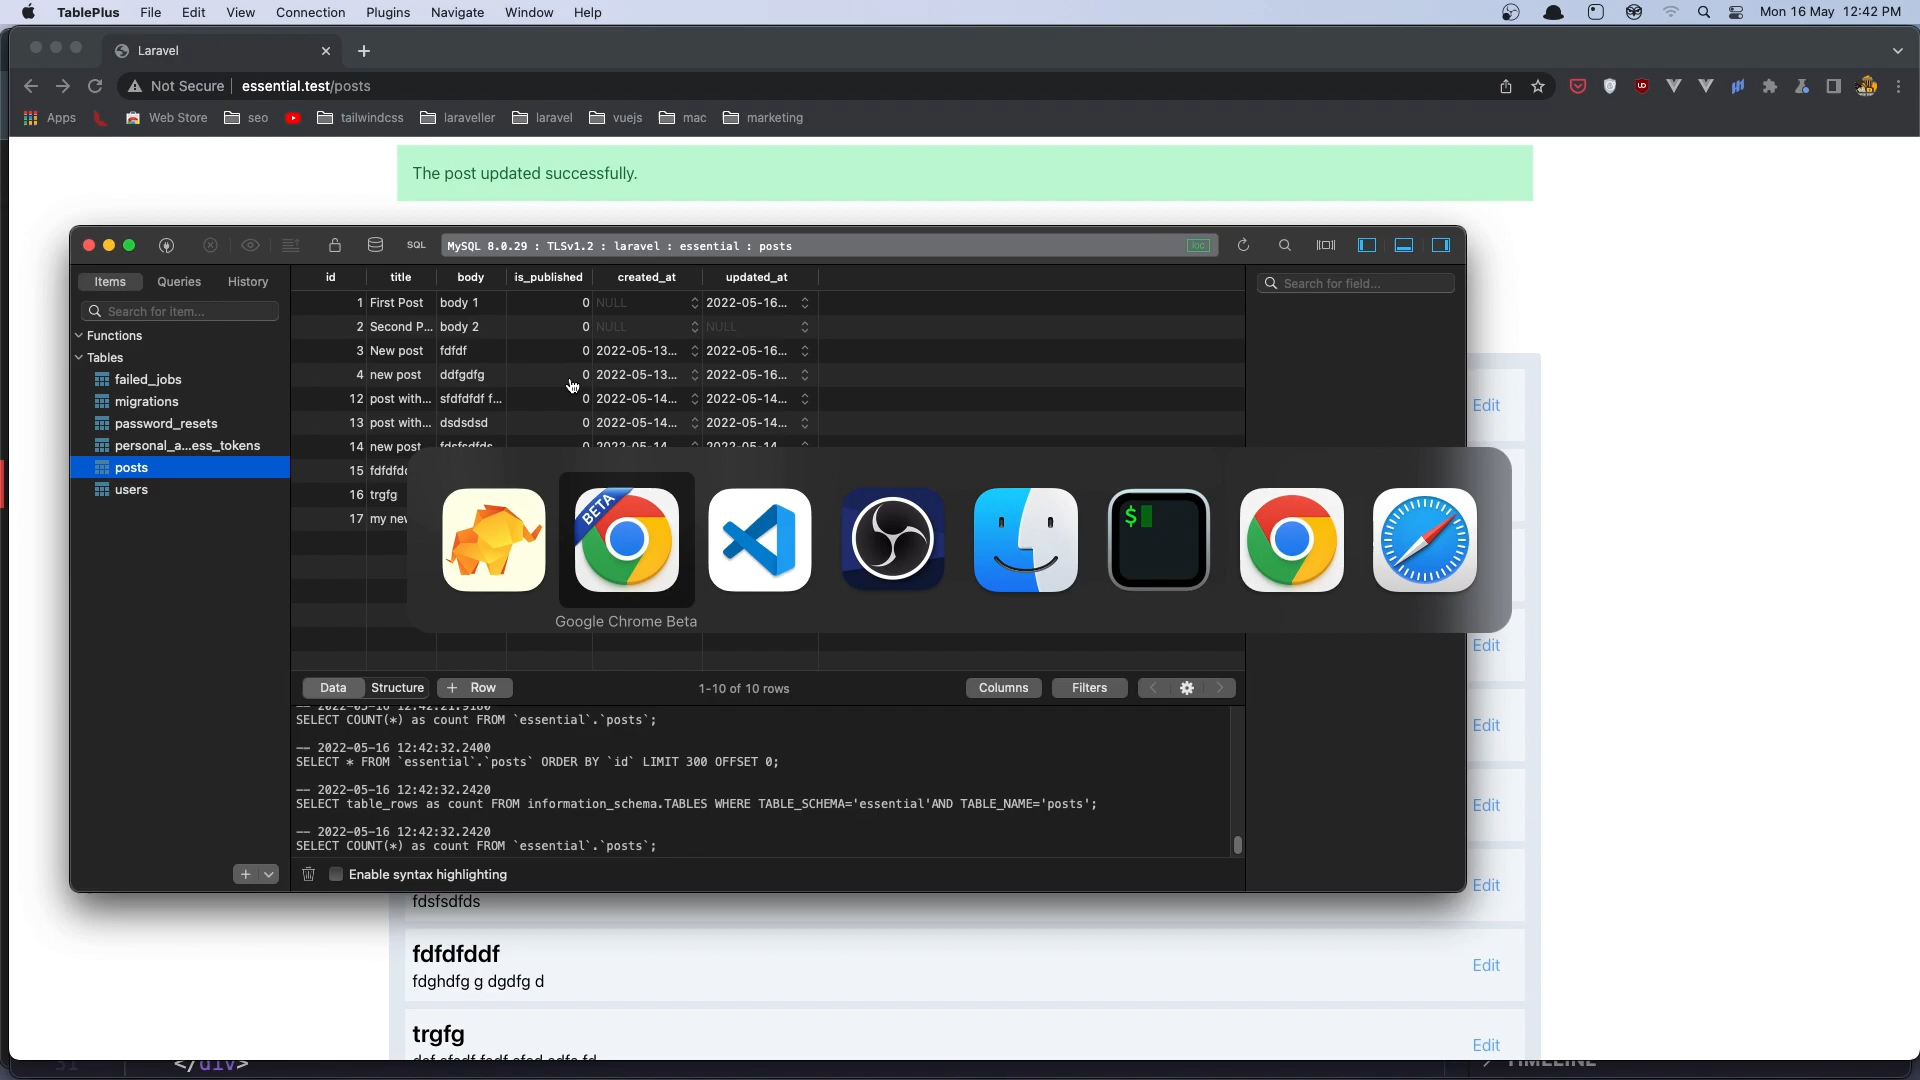 TablePlus File Edit View Connection Plugins Navigate Window Help Mon 16 May 12:42 PM
Laravel
Not Secure essential.test/posts
Apps Web Store seo tailwindcss laraveller laravel vuejs mac marketing
The post updated successfully.
SQL MySQL 8.0.29 : TLSv1.2 : laravel : essential : posts loc
Items Queries History
Search for item...
Functions
Tables
failed_jobs
migrations
password_resets
personal_a...ess_tokens
posts
users
id title body is_published created_at updated_at
1 First Post body 1 0 NULL 2022-05-16...
2 Second P... body 2 0 NULL NULL
3 New post fdfdf 0 2022-05-13... 2022-05-16...
4 new post ddfgdfg 0 2022-05-13... 2022-05-16...
12 post with... sfdfdfdf f... 0 2022-05-14... 2022-05-14...
13 post with... dsdsdsd 0 2022-05-14... 2022-05-14...
14 new post fdsfsdfds 0 2022-05-14 2022-05-14
15
16 trgfg
17
Search for field...
BETA
$
Google Chrome Beta
Data Structure + Row 1-10 of 10 rows Columns Filters
SELECT COUNT(*) as count FROM `essential`.`posts`;
-- 2022-05-16 12:42:32.2400
SELECT * FROM `essential`.`posts` ORDER BY `id` LIMIT 300 OFFSET 0;
-- 2022-05-16 12:42:32.2420
SELECT table_rows as count FROM information_schema.TABLES WHERE TABLE_SCHEMA='essential'AND TABLE_NAME='posts';
-- 2022-05-16 12:42:32.2420
SELECT COUNT(*) as count FROM `essential`.`posts`;
Enable syntax highlighting
Edit
Edit
Edit
Edit
Edit
fdsfsdfds
fdfdfddf
fdghdfg g dgdfg d
Edit
trgfg
Edit
</div>
TIMELINE